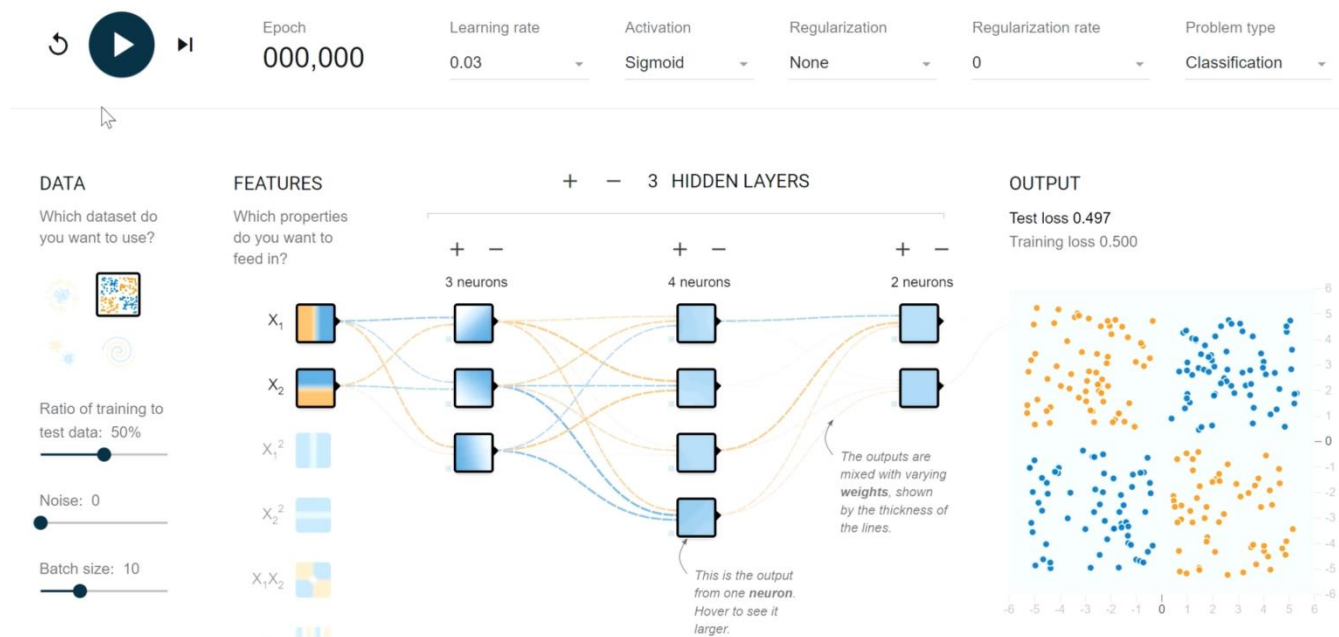 Epoch
000,000
Learning rate
0.03
Activation
Sigmoid
Regularization
None
Regularization rate
0
Problem type
Classification
DATA
Which dataset do
you want to use?
Ratio of training to
test data: 50%
Noise: 0
Batch size: 10
FEATURES
Which properties
do you want to
feed in?
X₁
X₂
X₁²
X₂²
X₁X₂
+ − 3 HIDDEN LAYERS
+ −
3 neurons
+ −
4 neurons
+ −
2 neurons
The outputs are
mixed with varying
weights, shown
by the thickness of
the lines.
This is the output
from one neuron.
Hover to see it
larger.
OUTPUT
Test loss 0.497
Training loss 0.500
6
5
4
3
2
1
0
-1
-2
-3
-4
-5
-6
-6 -5 -4 -3 -2 -1 0 1 2 3 4 5 6